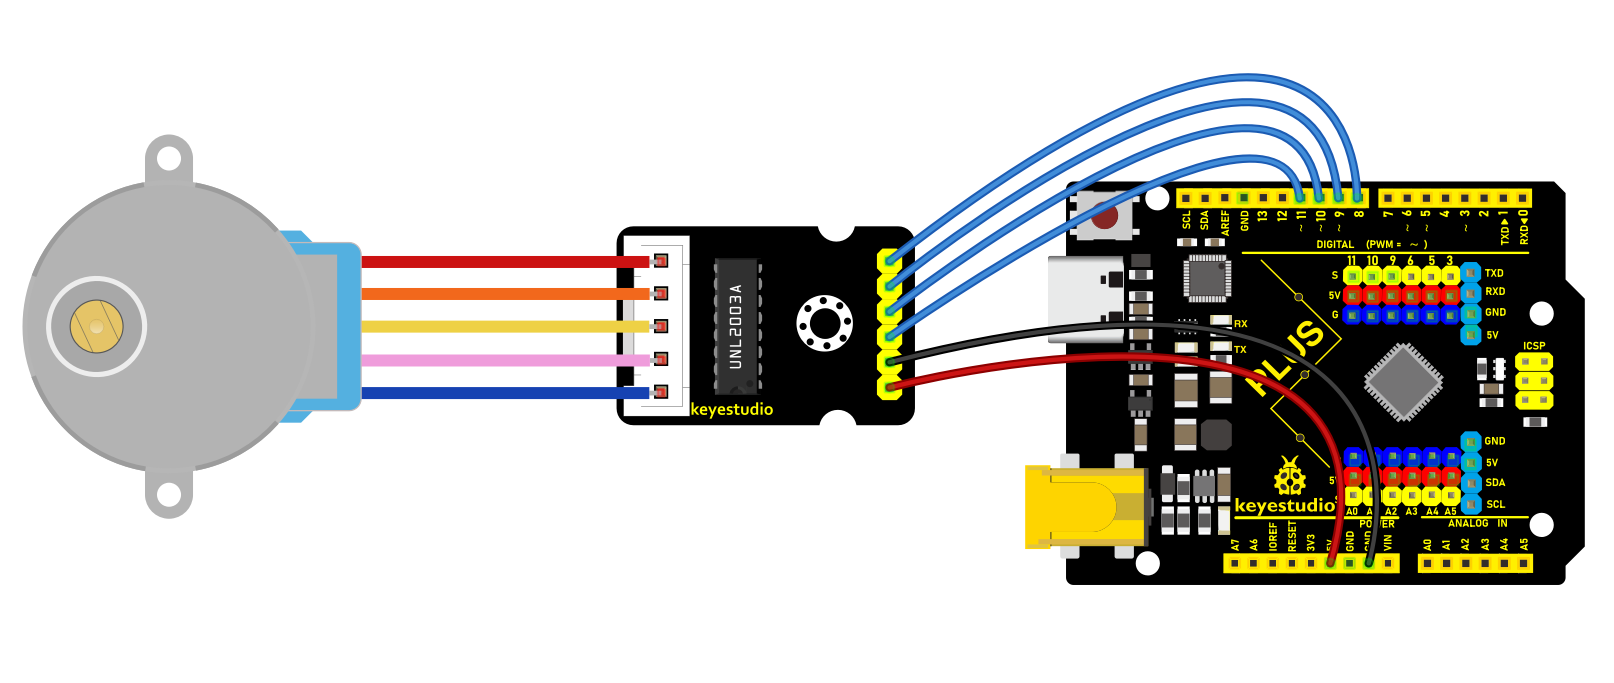 UNL2003A
keyestudio
SCL
SDA
AREF
GND
13
12
11
~
10
~
9
~
8
7
6
~
5
~
4
3
~
2
TXD▶1
RXD◀0
DIGITAL (PWM = ~ )
11 10 9 6 5 3
S
5V
G
TXD
RXD
GND
5V
RX
TX
PLUS
ICSP
GND
5V
SDA
SCL
keyestudio
A0 A2 A3 A4 A5
POWER
ANALOG IN
A7
A6
IOREF
RESET
3V3
5V
GND
GND
VIN
A0
A1
A2
A3
A4
A5